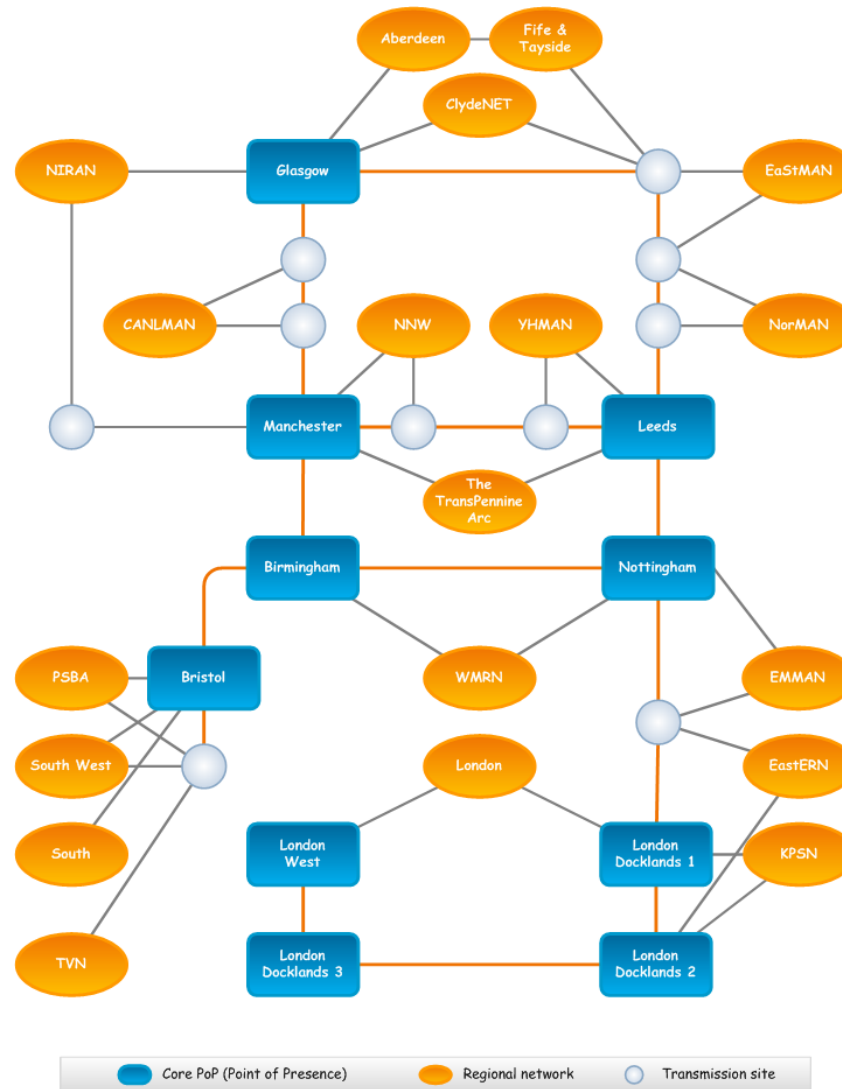 Aberdeen
Fife &
Tayside
ClydeNET
NIRAN
Glasgow
EaStMAN
CANLMAN
NNW
YHMAN
NorMAN
Manchester
Leeds
The
TransPennine
Arc
Birmingham
Nottingham
PSBA
Bristol
WMRN
EMMAN
South West
London
EastERN
South
London
West
London
Docklands 1
KPSN
TVN
London
Docklands 3
London
Docklands 2
Core PoP (Point of Presence)
Regional network
Transmission site